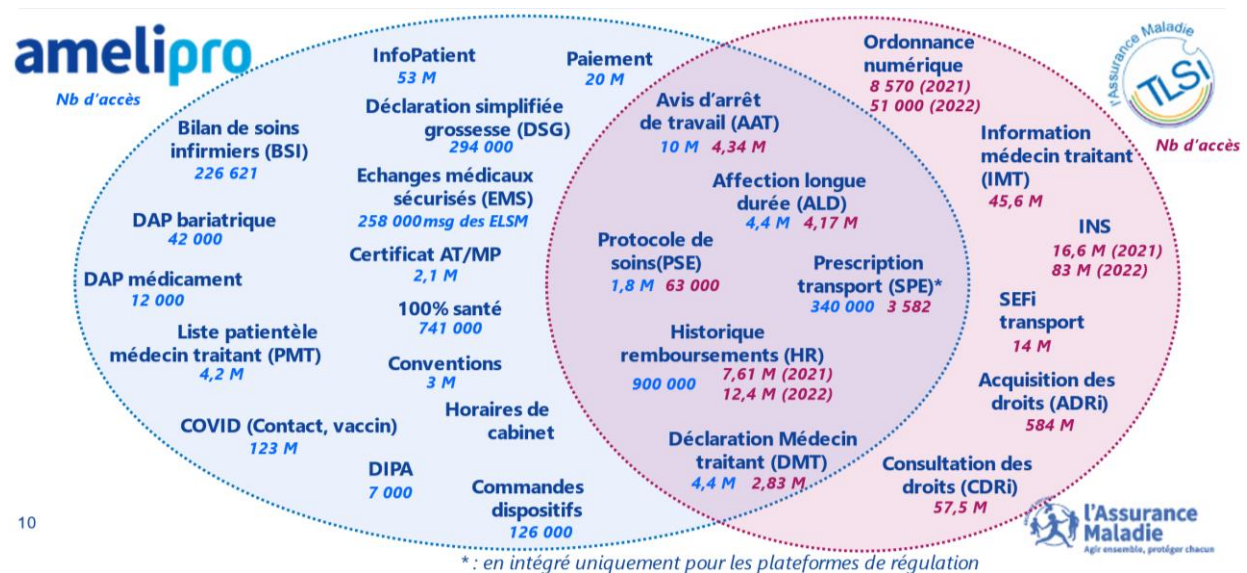 amelipro
Nb d'accès
InfoPatient
53 M
Paiement
20 M
Déclaration simplifiée
grossesse (DSG)
294 000
Bilan de soins
infirmiers (BSI)
226 621
Echanges médicaux
sécurisés (EMS)
258 000msg des ELSM
DAP bariatrique
42 000
Certificat AT/MP
2,1 M
DAP médicament
12 000
100% santé
741 000
Liste patientèle
médecin traitant (PMT)
4,2 M
Conventions
3 M
Horaires de
cabinet
COVID (Contact, vaccin)
123 M
DIPA
7 000
Commandes
dispositifs
126 000
Avis d'arrêt
de travail (AAT)
10 M 4,34 M
Affection longue
durée (ALD)
4,4 M 4,17 M
Protocole de
soins(PSE)
1,8 M 63 000
Prescription
transport (SPE)*
340 000 3 582
Historique
remboursements (HR)
900 000 7,61 M (2021)
12,4 M (2022)
Déclaration Médecin
traitant (DMT)
4,4 M 2,83 M
Ordonnance
numérique
8 570 (2021)
51 000 (2022)
l'Assurance Maladie
TLSi
Nb d'accès
Information
médecin traitant
(IMT)
45,6 M
INS
16,6 M (2021)
83 M (2022)
SEFi
transport
14 M
Acquisition des
droits (ADRi)
584 M
Consultation des
droits (CDRi)
57,5 M
l'Assurance
Maladie
Agir ensemble, protéger chacun
10
* : en intégré uniquement pour les plateformes de régulation